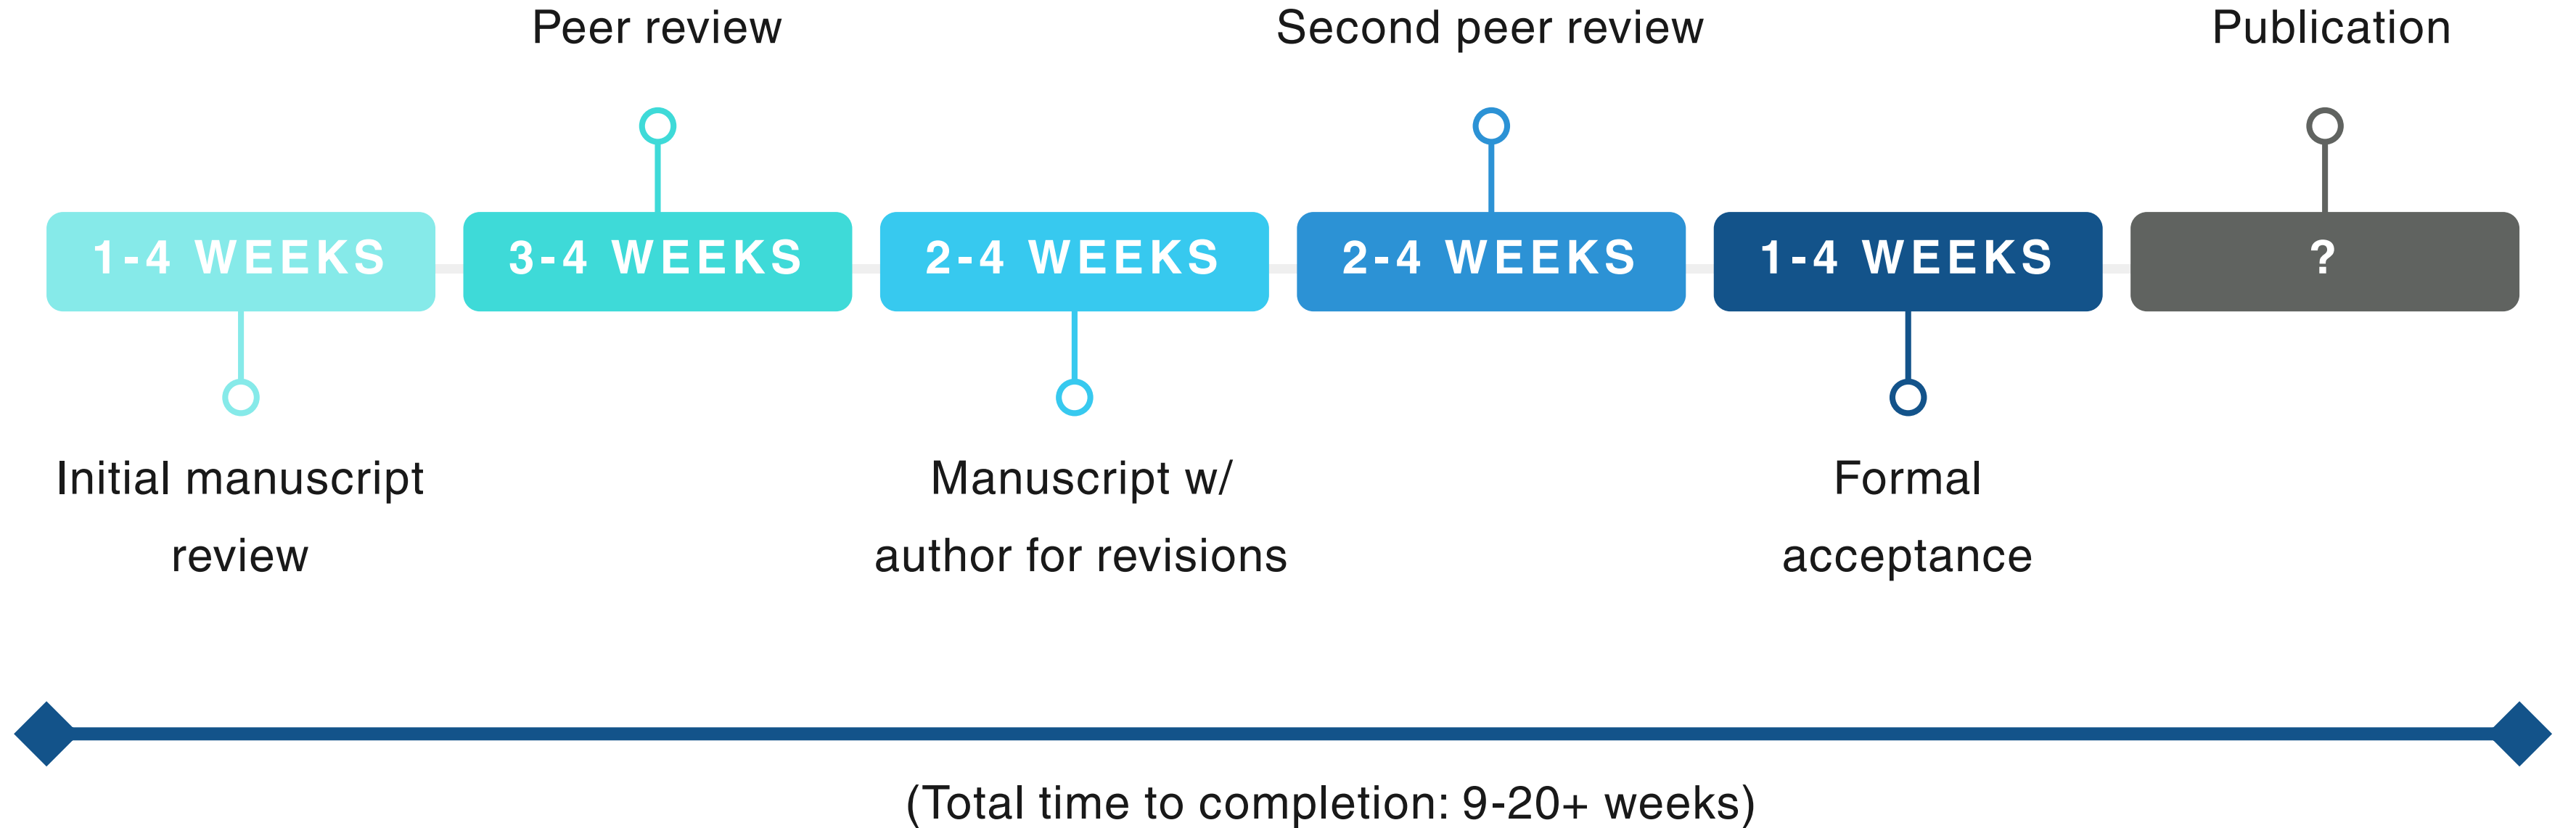 Peer review
Second peer review
Publication
1-4 WEEKS
3-4 WEEKS
2-4 WEEKS
2-4 WEEKS
1-4 WEEKS
?
Initial manuscript
review
Manuscript w/
author for revisions
Formal
acceptance
(Total time to completion: 9-20+ weeks)